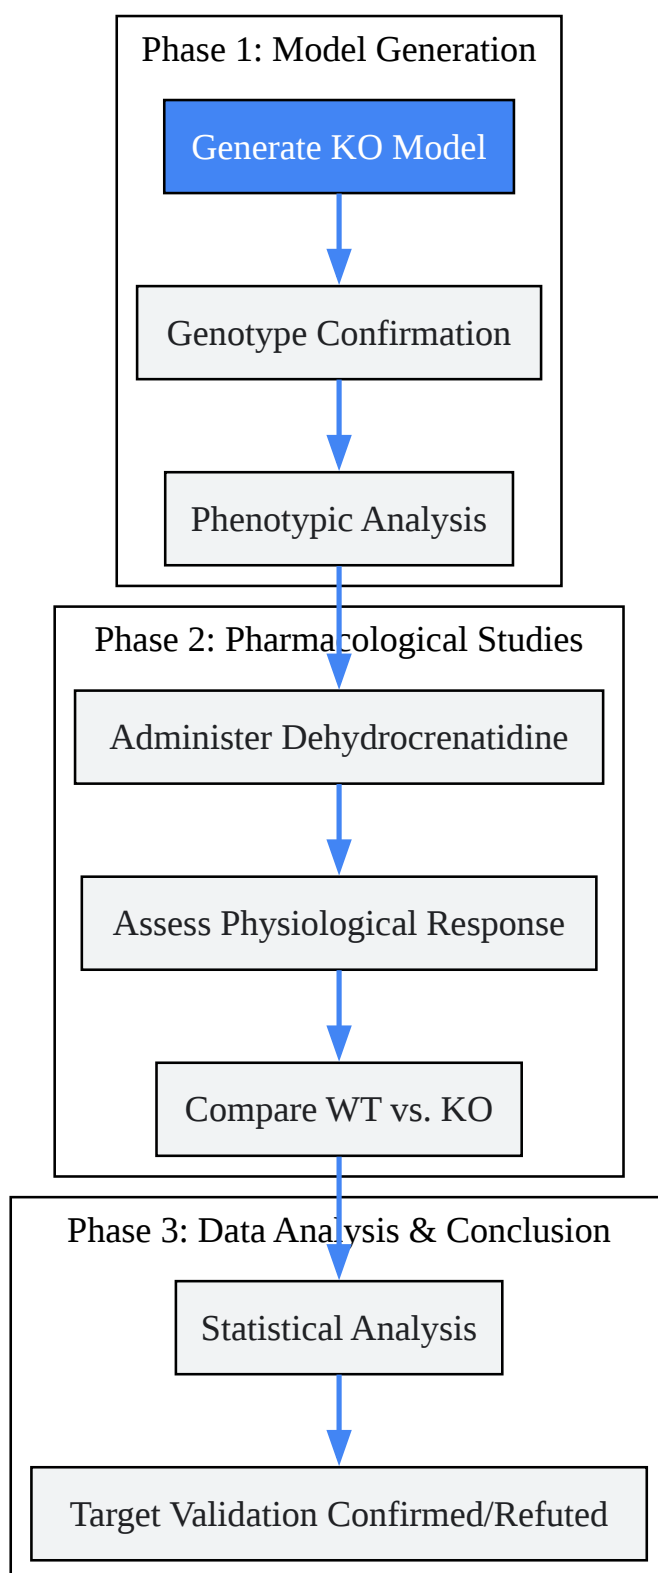 Phase 1: Model Generation
Generate KO Model
Genotype Confirmation
Phenotypic Analysis
Phase 2: Pharmacological Studies
Administer Dehydrocrenatidine
Assess Physiological Response
Compare WT vs. KO
Phase 3: Data Analysis & Conclusion
Statistical Analysis
Target Validation Confirmed/Refuted